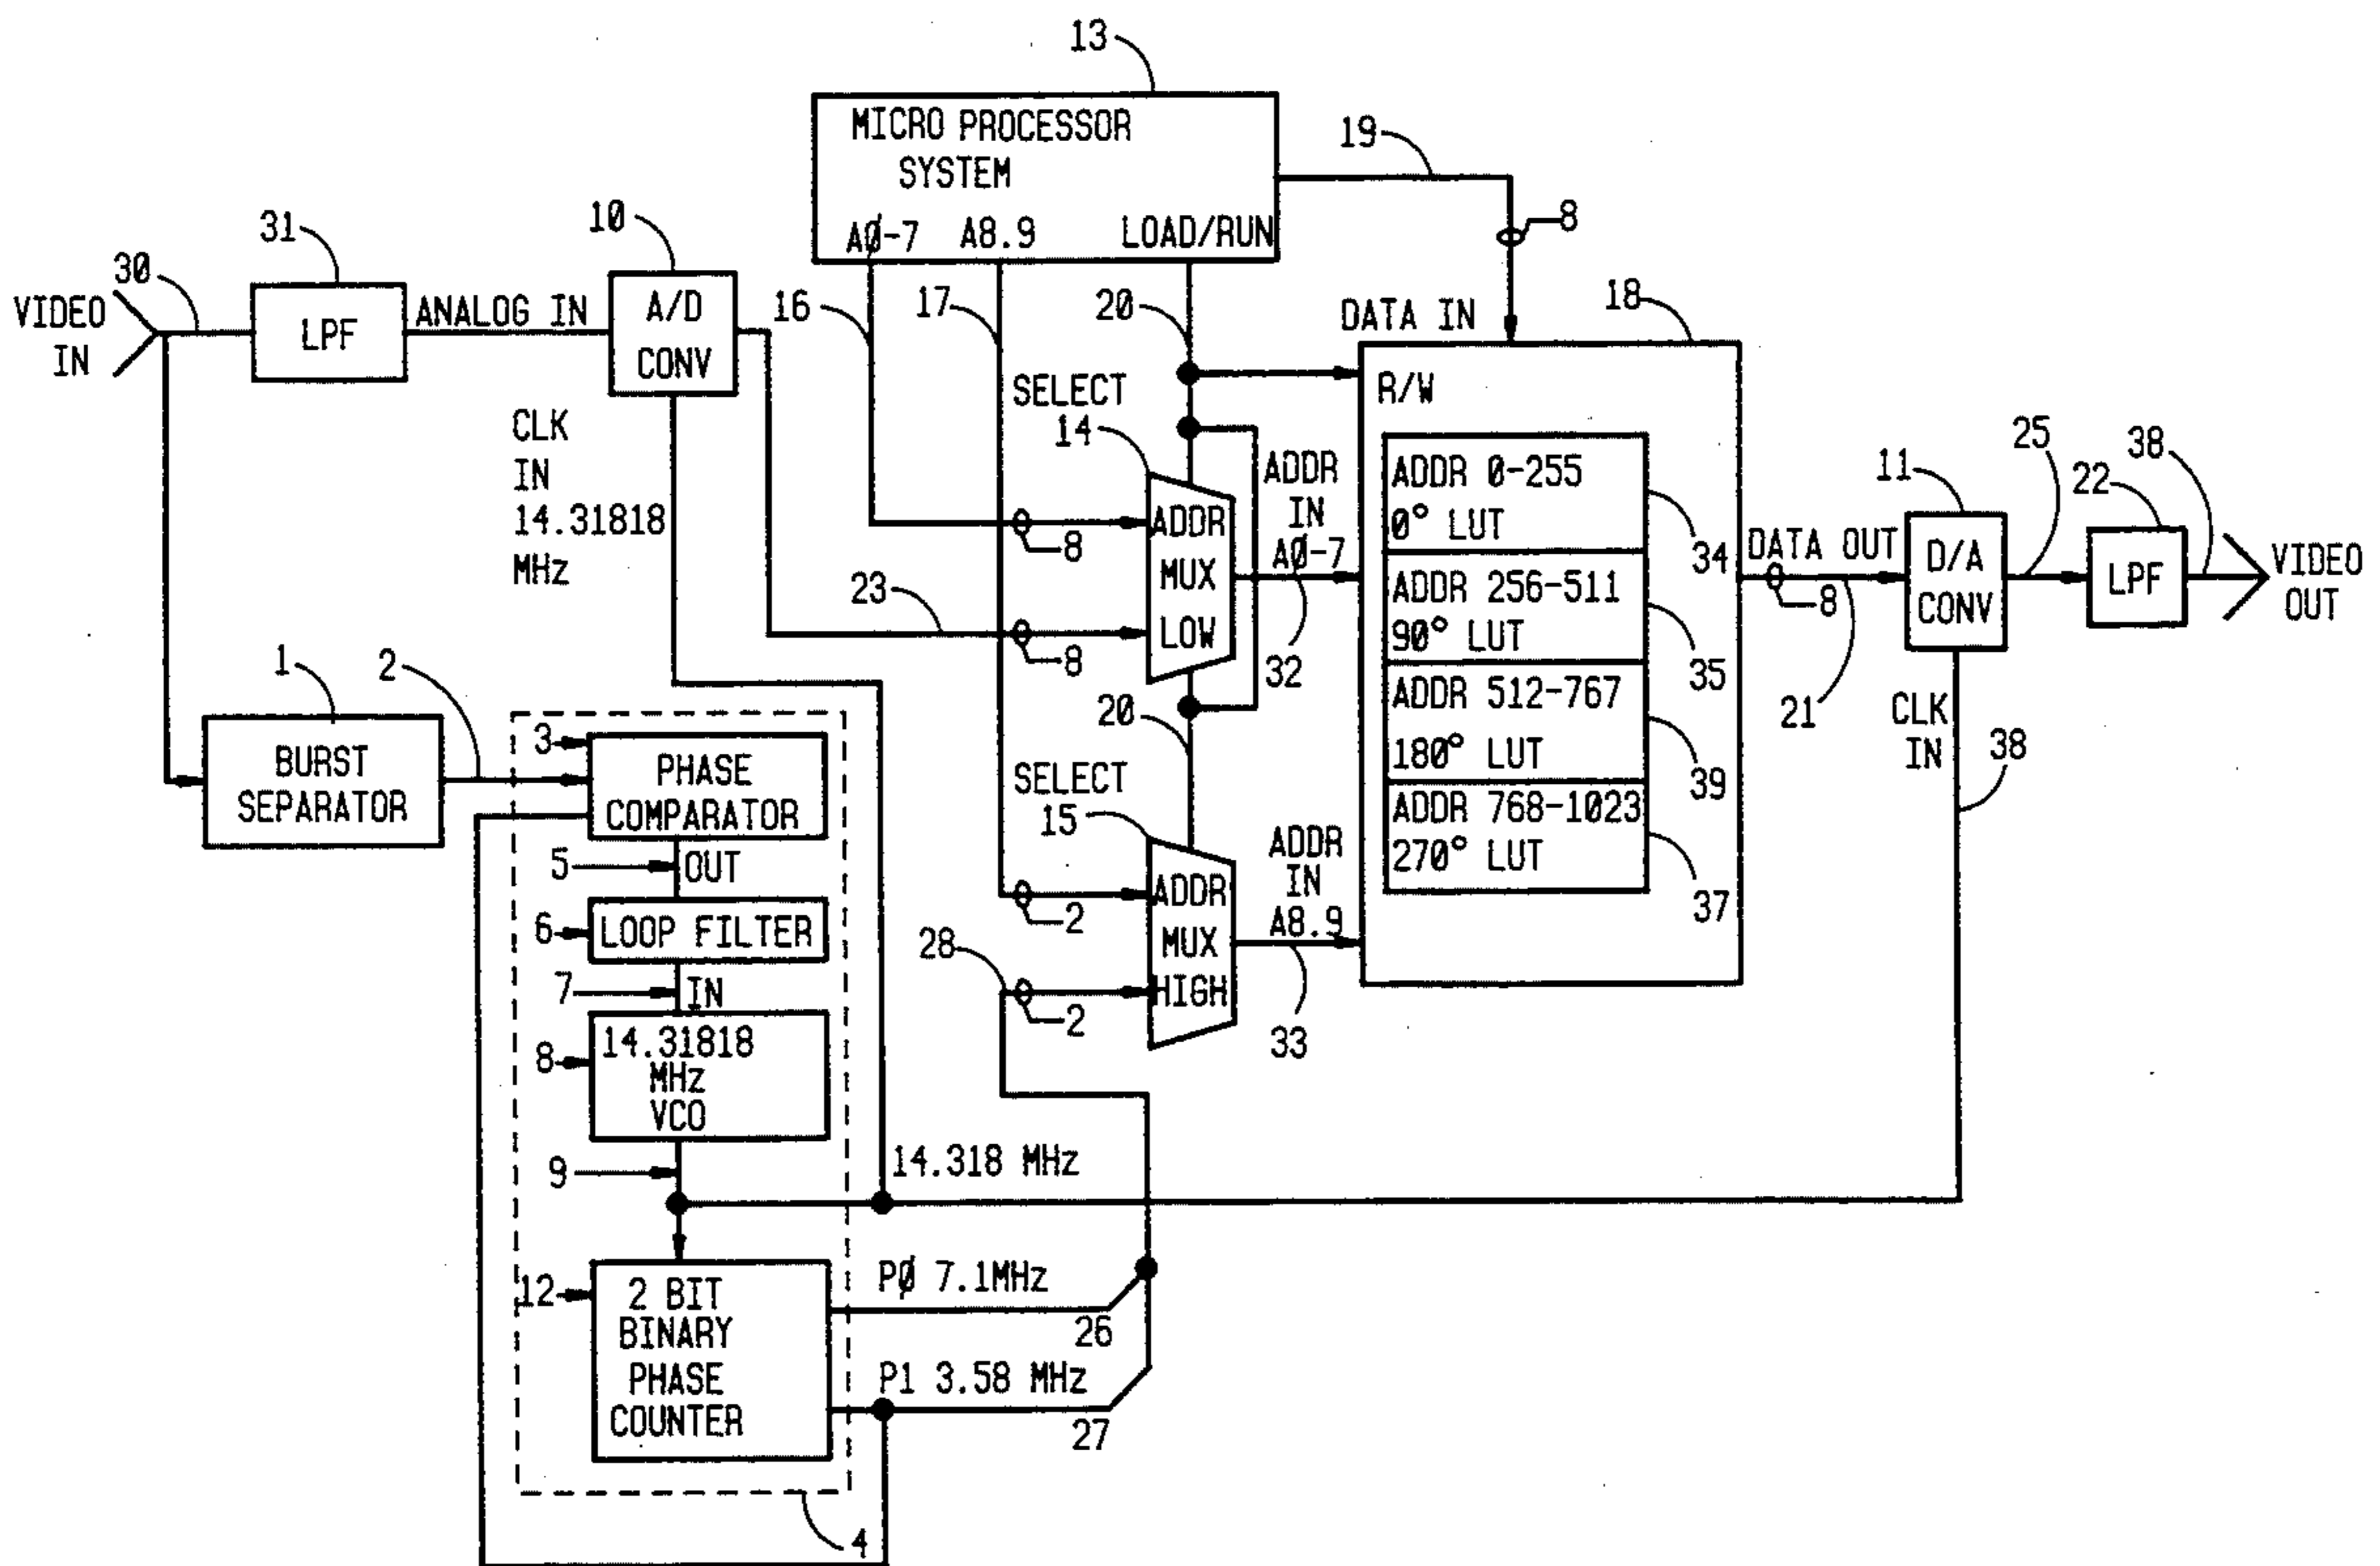 13
MICRO PROCESSOR
SYSTEM
AØ-7
A8.9
LOAD/RUN
19
8
31
10
30
VIDEO
IN
LPF
ANALOG IN
A/D
CONV
16
17
20
DATA IN
18
CLK
IN
14.31818
MHz
SELECT
14
R/W
ADDR
IN
AØ-7
ADDR
MUX
LOW
8
23
8
32
ADDR 0-255
0° LUT
34
ADDR 256-511
90° LUT
35
ADDR 512-767
180° LUT
39
ADDR 768-1023
270° LUT
37
DATA OUT
8
21
11
D/A
CONV
25
22
LPF
38
VIDEO
OUT
CLK
IN
38
1
2
BURST
SEPARATOR
3
PHASE
COMPARATOR
5
OUT
6
LOOP FILTER
7
IN
8
14.31818
MHz
VCO
9
14.318 MHz
20
SELECT
15
ADDR
MUX
HIGH
2
28
2
ADDR
IN
A8.9
33
12
2 BIT
BINARY
PHASE
COUNTER
PØ 7.1MHz
26
P1 3.58 MHz
27
4